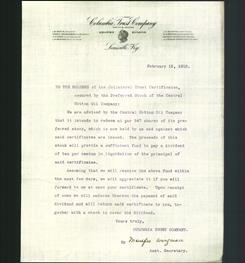 Columbia Trust Company
Louisville, Ky.
February 15, 1913.
TO THE HOLDERS of the Collateral Trust Certificates,
secured by the Preferred Stock of the Central
Cotton Oil Company:
We are advised by the Central Cotton Oil Company
that it intends to redeem at par 567 shares of its pre-
ferred stock, which is now held by us and against which
said certificates are issued. The proceeds of this
stock will provide a sufficient fund to pay a dividend
of ten per centum in liquidation of the principal of
said certificates.
Assuming that we will receive the above fund within
the next few days, we will appreciate it if you will
forward to us at once your certificates. Upon receipt
of same we will endorse thereon the payment of said
dividend and will return said certificate to you, to-
gether with a check to cover the dividend.
Yours truly,
COLUMBIA TRUST COMPANY,
By
Asst. Secretary.